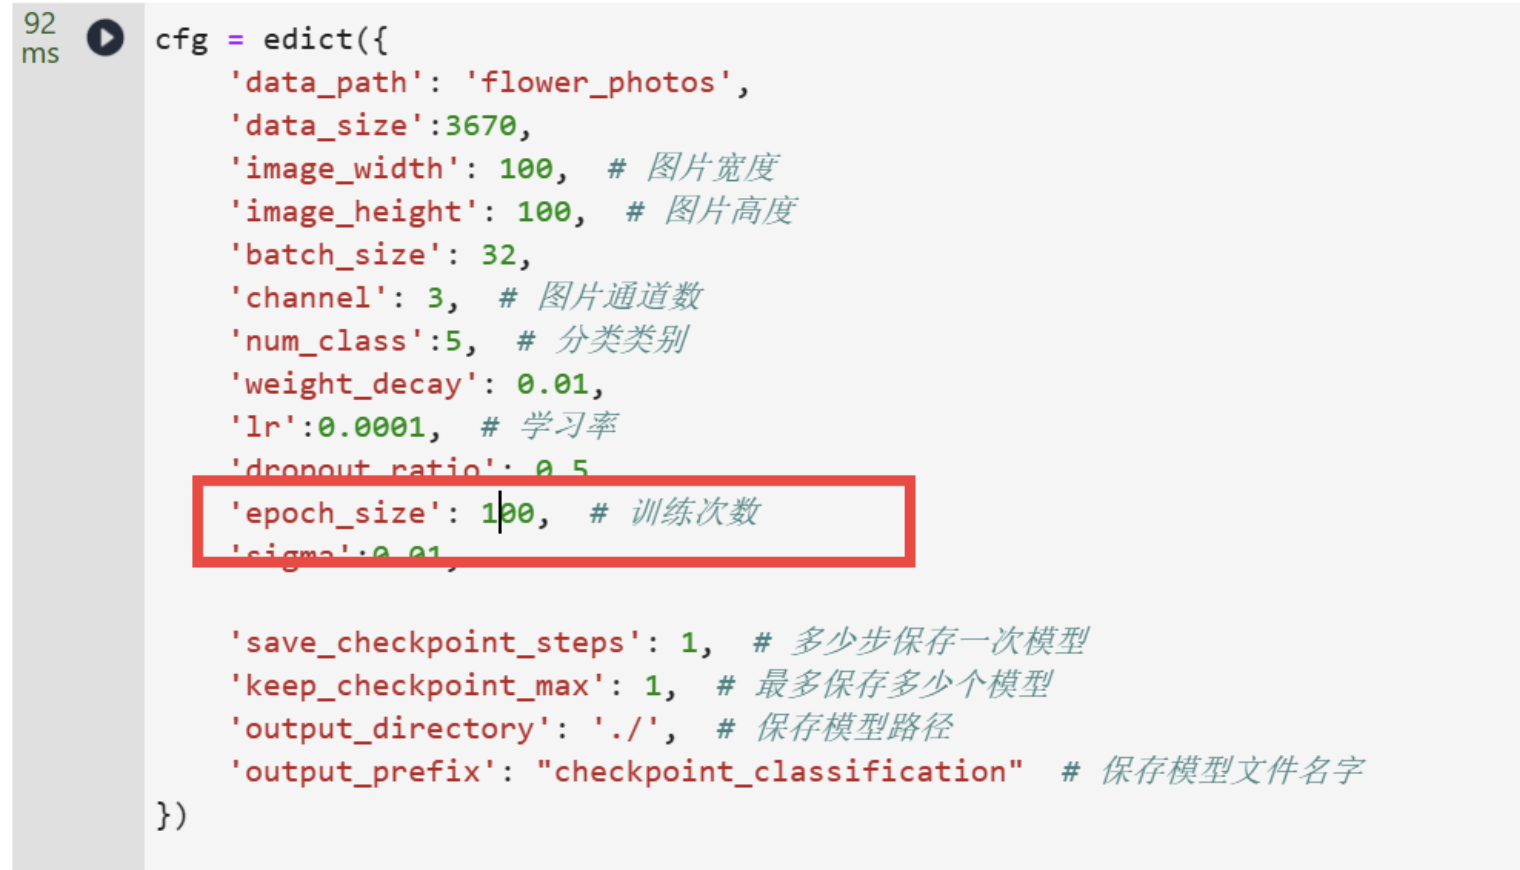 92
ms
cfg = edict({
'data_path': 'flower_photos',
'data_size':3670,
'image_width': 100,  # 图片宽度
'image_height': 100,  # 图片高度
'batch_size': 32,
'channel': 3,  # 图片通道数
'num_class':5,  # 分类类别
'weight_decay': 0.01,
'lr':0.0001,  # 学习率
'dropout_ratio': 0.5
'epoch_size': 100,  # 训练次数
'sigma':0.01,
'save_checkpoint_steps': 1,  # 多少步保存一次模型
'keep_checkpoint_max': 1,  # 最多保存多少个模型
'output_directory': './',  # 保存模型路径
'output_prefix': "checkpoint_classification"  # 保存模型文件名字
})